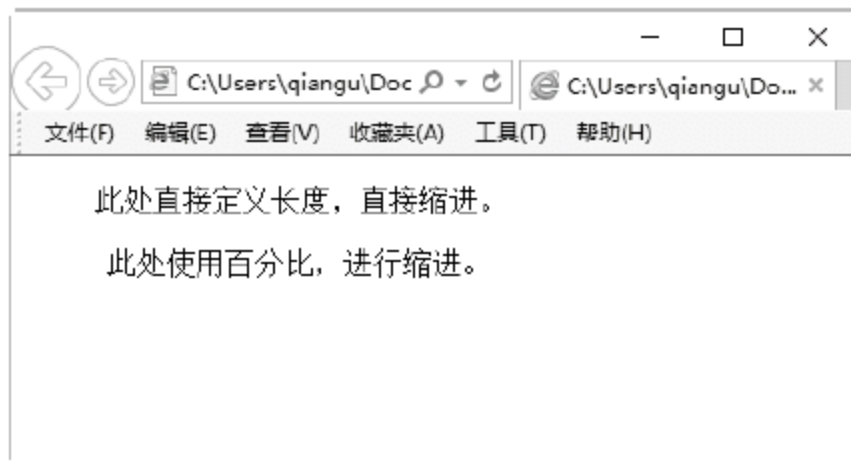 C:\Users\qiangu\Doc
C:\Users\qiangu\Do...
文件(F) 编辑(E) 查看(V) 收藏夹(A) 工具(T) 帮助(H)
此处直接定义长度，直接缩进。
此处使用百分比，进行缩进。